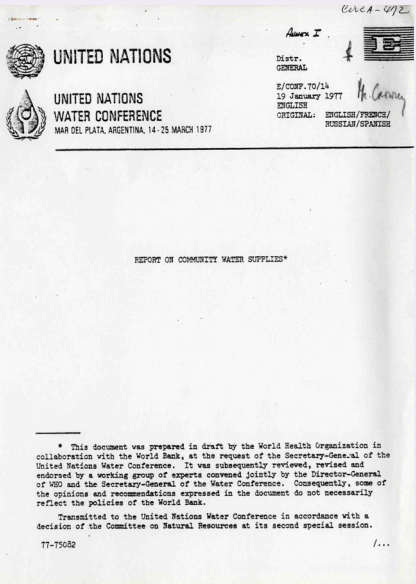 CIRCA-492
Annex I
UNITED NATIONS
Distr.
GENERAL
E
E/CONF.70/14
19 January 1977
ENGLISH
ORIGINAL: ENGLISH/FRENCH/
RUSSIAN/SPANISH
UNITED NATIONS
WATER CONFERENCE
MAR DEL PLATA, ARGENTINA, 14-25 MARCH 1977
REPORT ON COMMUNITY WATER SUPPLIES*
* This document was prepared in draft by the World Health Organization in
collaboration with the World Bank, at the request of the Secretary-General of the
United Nations Water Conference. It was subsequently reviewed, revised and
endorsed by a working group of experts convened jointly by the Director-General
of WHO and the Secretary-General of the Water Conference. Consequently, some of
the opinions and recommendations expressed in the document do not necessarily
reflect the policies of the World Bank.
Transmitted to the United Nations Water Conference in accordance with a
decision of the Committee on Natural Resources at its second special session.
77-75082
/...